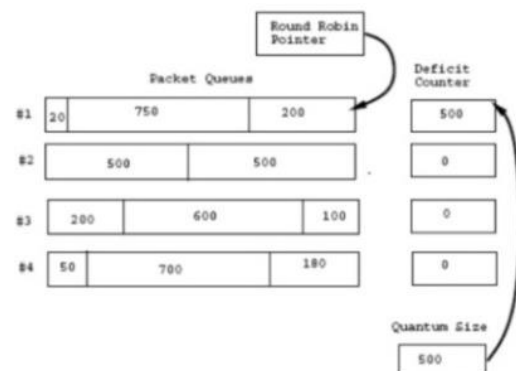 Round Robin
Pointer
Packet Queues
Deficit
Counter
#1 20 750 200 500
#2 500 500 0
#3 200 600 100 0
#4 50 700 180 0
Quantum Size
500